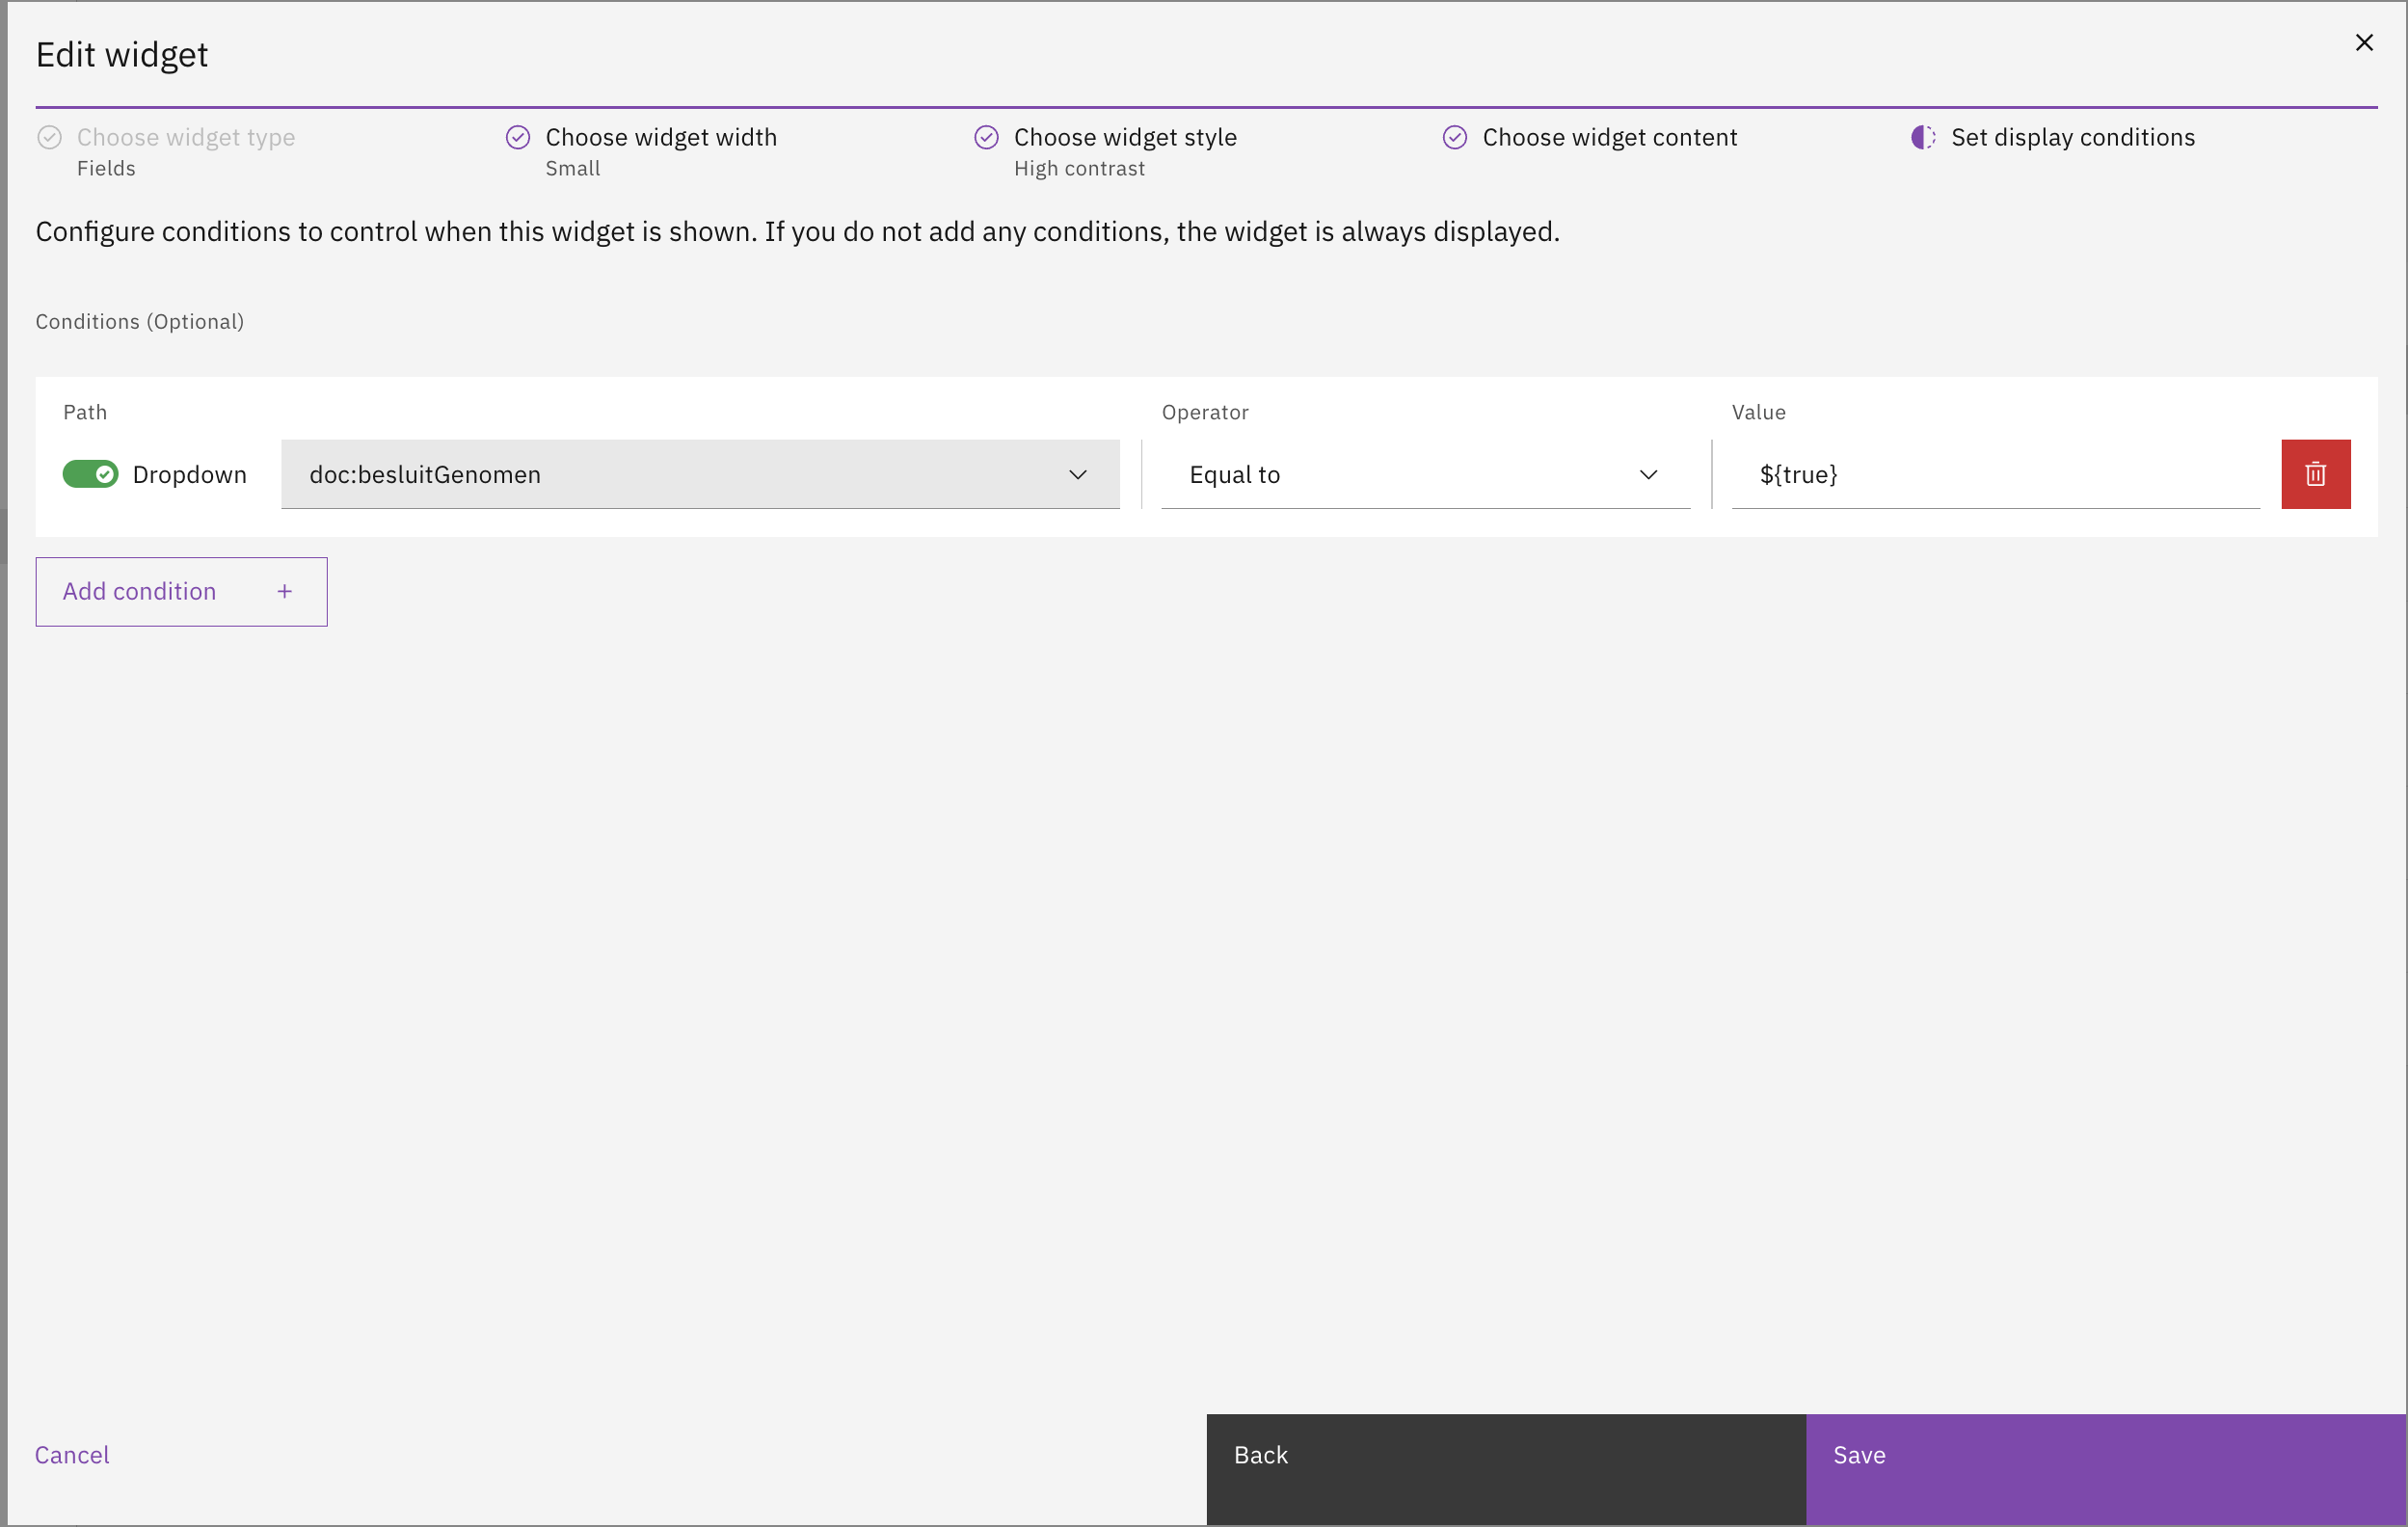 Edit widget
Choose widget type
Fields
Choose widget width
Small
Choose widget style
High contrast
Choose widget content
Set display conditions
Configure conditions to control when this widget is shown. If you do not add any conditions, the widget is always displayed.
Conditions (Optional)
Path
Operator
Value
Dropdown
doc:besluitGenomen
Equal to
${true}
Add condition +
Cancel
Back
Save